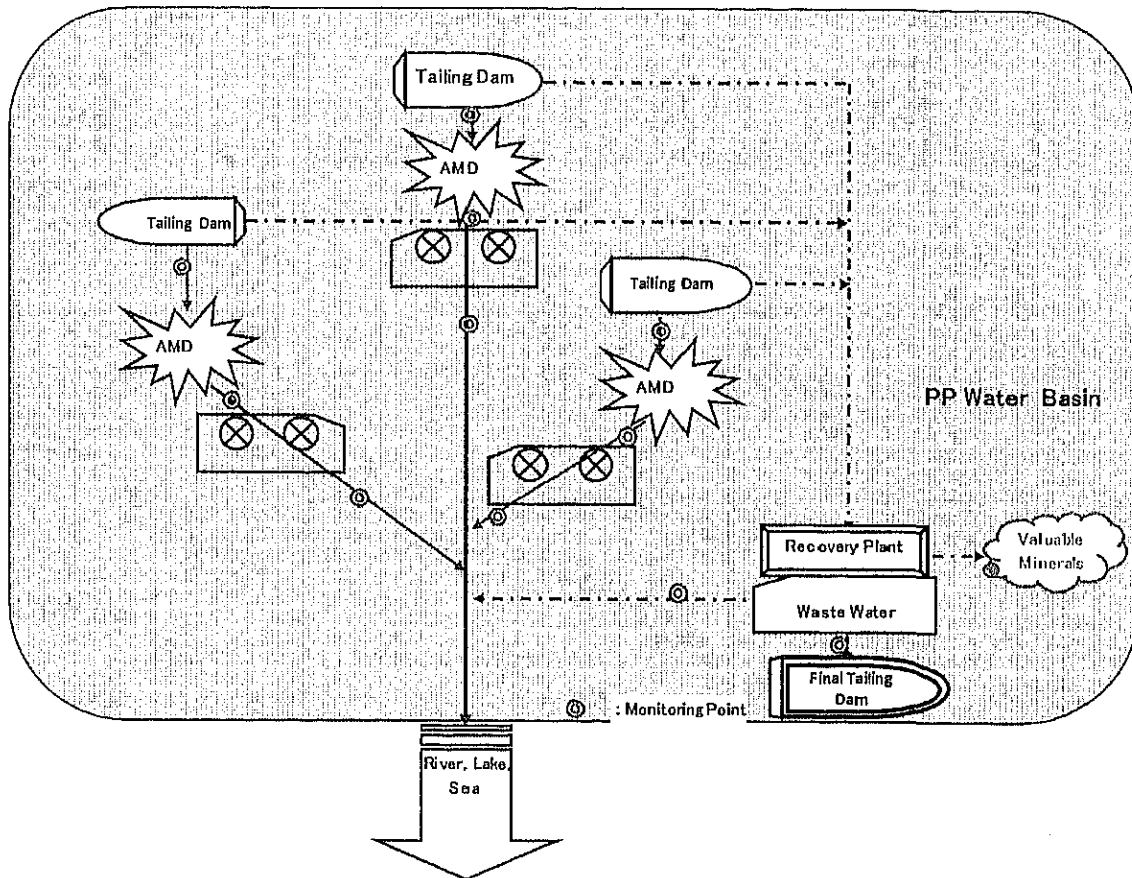 Tailing Dam
AMD
Tailing Dam
Tailing Dam
AMD
AMD
PP Water Basin
Recovery Plant
Valuable
Minerals
Waste Water
Final Tailing
Dam
: Monitoring Point
River, Lake,
Sea